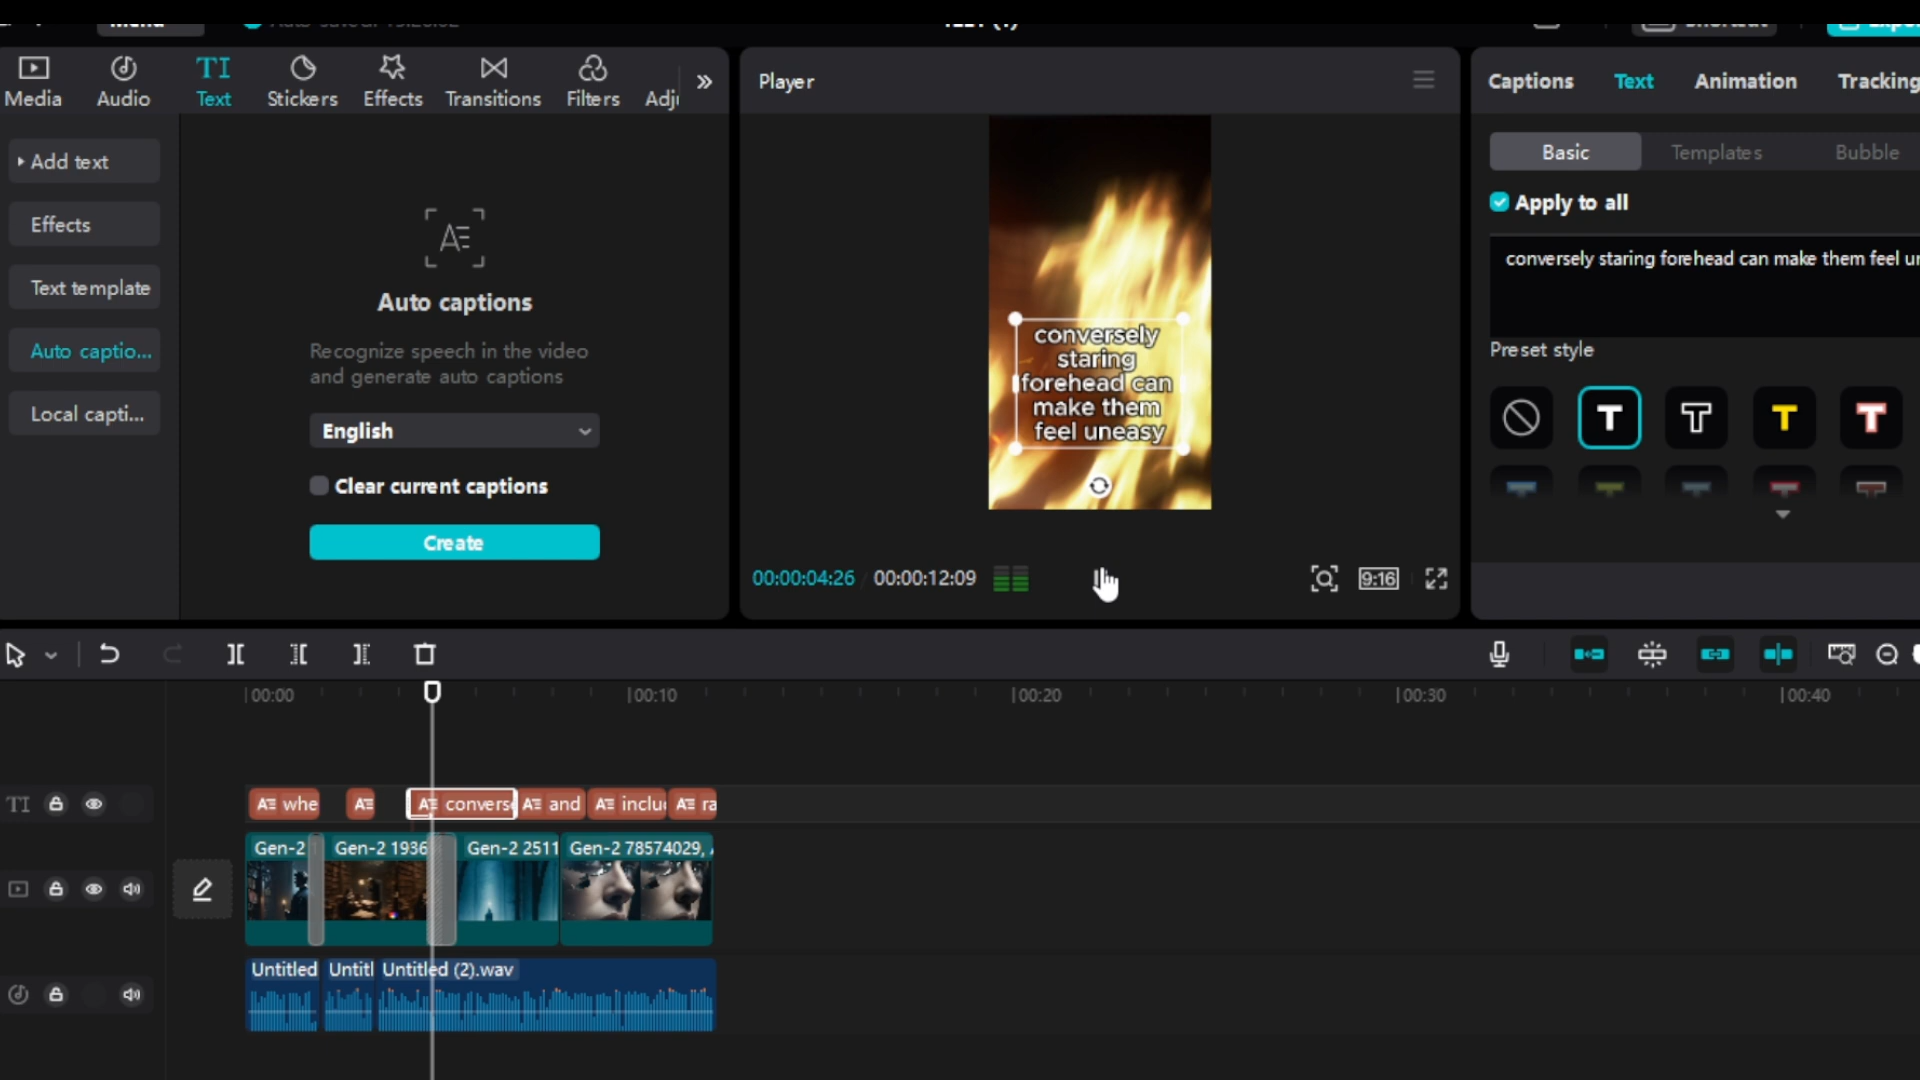 Media
Audio
TI
Text
Stickers
Effects
Transitions
Filters
Adj
Player
Captions
Text
Animation
Tracking
Add text
Effects
Text template
Auto captio...
Local capti...
A
Auto captions
Recognize speech in the video
and generate auto captions
English
Clear current captions
Create
conversely
staring
forehead can
make them
feel uneasy
00:00:04:26 / 00:00:12:09
9:16
Basic
Templates
Bubble
Apply to all
conversely staring forehead can make them feel un
Preset style
T T T T
00:00
00:10
00:20
00:30
00:40
TI
A whe
A
A convers
A and
A inclu
A ra
Gen-2
Gen-2 1936
Gen-2 2511
Gen-2 78574029,
Untitled
Untitl
Untitled (2).wav